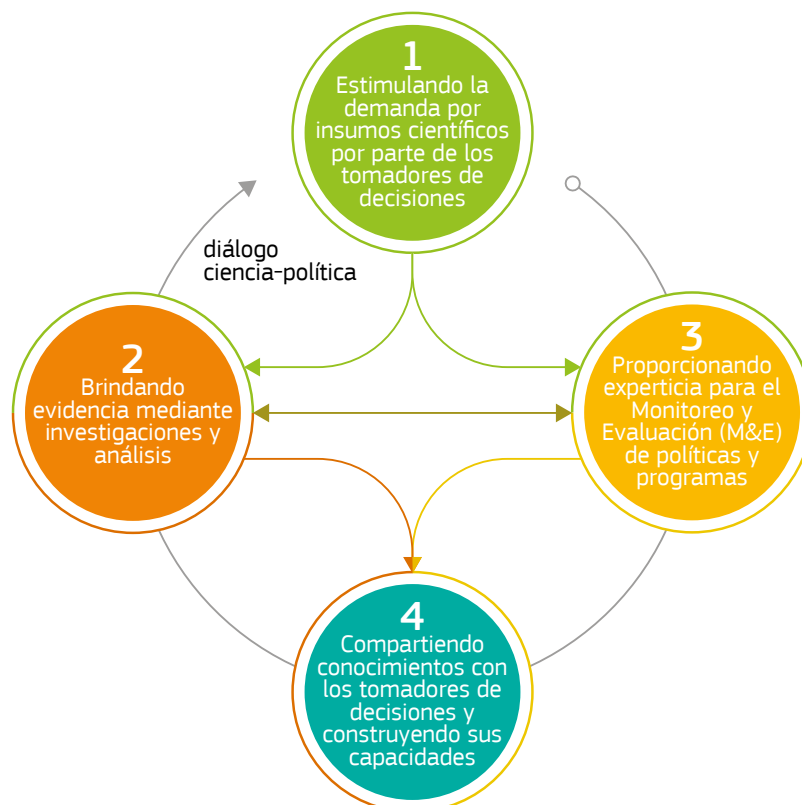 1
Estimulando la
demanda por
insumos científicos
por parte de los
tomadores de
decisiones
diálogo
ciencia-política
2
Brindando
evidencia mediante
investigaciones y
análisis
3
Proporcionando
experticia para el
Monitoreo y
Evaluación (M&E)
de políticas y
programas
4
Compartiendo
conocimientos con
los tomadores de
decisiones y
construyendo sus
capacidades